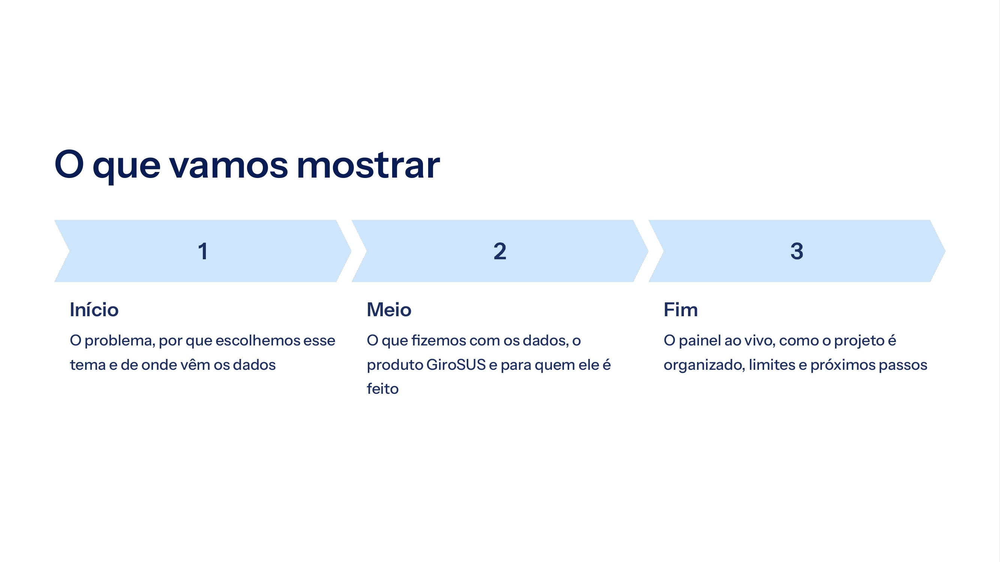 O que vamos mostrar
1
2
3
Início
O problema, por que escolhemos esse
tema e de onde vêm os dados
Meio
O que fizemos com os dados, o
produto GiroSUS e para quem ele é
feito
Fim
O painel ao vivo, como o projeto é
organizado, limites e próximos passos